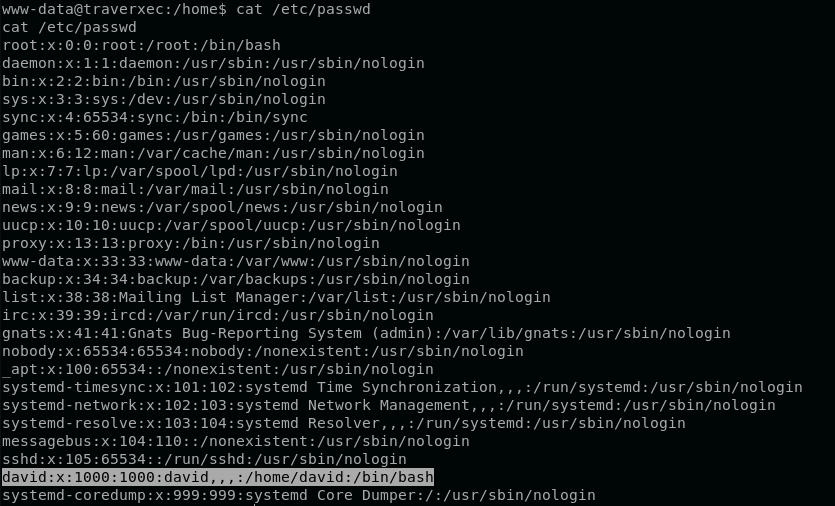 www-data@traverxec:/home$ cat /etc/passwd
cat /etc/passwd
root:x:0:0:root:/root:/bin/bash
daemon:x:1:1:daemon:/usr/sbin:/usr/sbin/nologin
bin:x:2:2:bin:/bin:/usr/sbin/nologin
sys:x:3:3:sys:/dev:/usr/sbin/nologin
sync:x:4:65534:sync:/bin:/bin/sync
games:x:5:60:games:/usr/games:/usr/sbin/nologin
man:x:6:12:man:/var/cache/man:/usr/sbin/nologin
lp:x:7:7:lp:/var/spool/lpd:/usr/sbin/nologin
mail:x:8:8:mail:/var/mail:/usr/sbin/nologin
news:x:9:9:news:/var/spool/news:/usr/sbin/nologin
uucp:x:10:10:uucp:/var/spool/uucp:/usr/sbin/nologin
proxy:x:13:13:proxy:/bin:/usr/sbin/nologin
www-data:x:33:33:www-data:/var/www:/usr/sbin/nologin
backup:x:34:34:backup:/var/backups:/usr/sbin/nologin
list:x:38:38:Mailing List Manager:/var/list:/usr/sbin/nologin
irc:x:39:39:ircd:/var/run/ircd:/usr/sbin/nologin
gnats:x:41:41:Gnats Bug-Reporting System (admin):/var/lib/gnats:/usr/sbin/nologin
nobody:x:65534:65534:nobody:/nonexistent:/usr/sbin/nologin
_apt:x:100:65534::/nonexistent:/usr/sbin/nologin
systemd-timesync:x:101:102:systemd Time Synchronization,,,:/run/systemd:/usr/sbin/nologin
systemd-network:x:102:103:systemd Network Management,,,:/run/systemd:/usr/sbin/nologin
systemd-resolve:x:103:104:systemd Resolver,,,:/run/systemd:/usr/sbin/nologin
messagebus:x:104:110::/nonexistent:/usr/sbin/nologin
sshd:x:105:65534::/run/sshd:/usr/sbin/nologin
david:x:1000:1000:david,,,:/home/david:/bin/bash
systemd-coredump:x:999:999:systemd Core Dumper:/:/usr/sbin/nologin